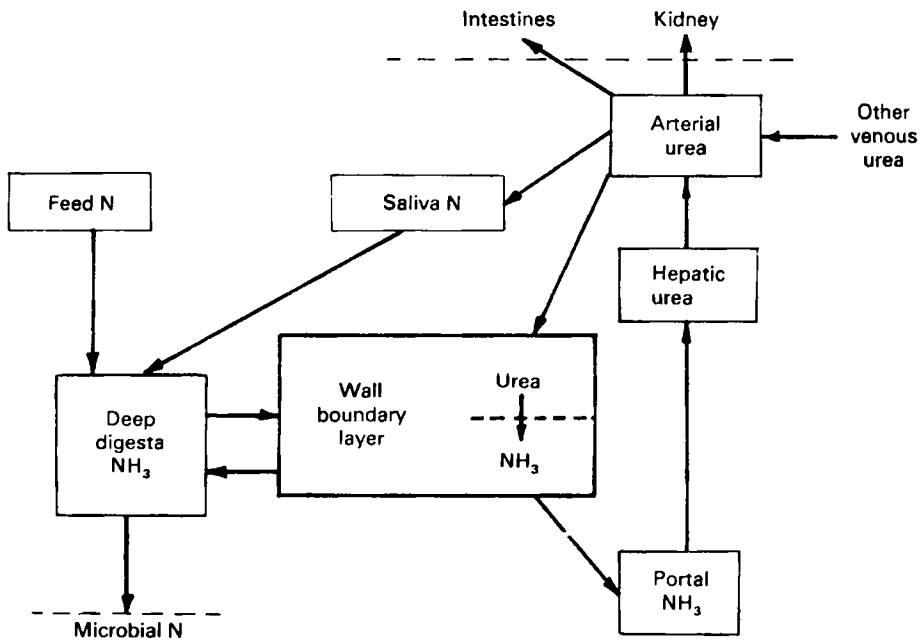 Intestines
Kidney
Arterial
urea
Other
venous
urea
Feed N
Saliva N
Hepatic
urea
Wall
boundary
layer
Urea
NH₃
Deep
digesta
NH₃
Portal
NH₃
Microbial N